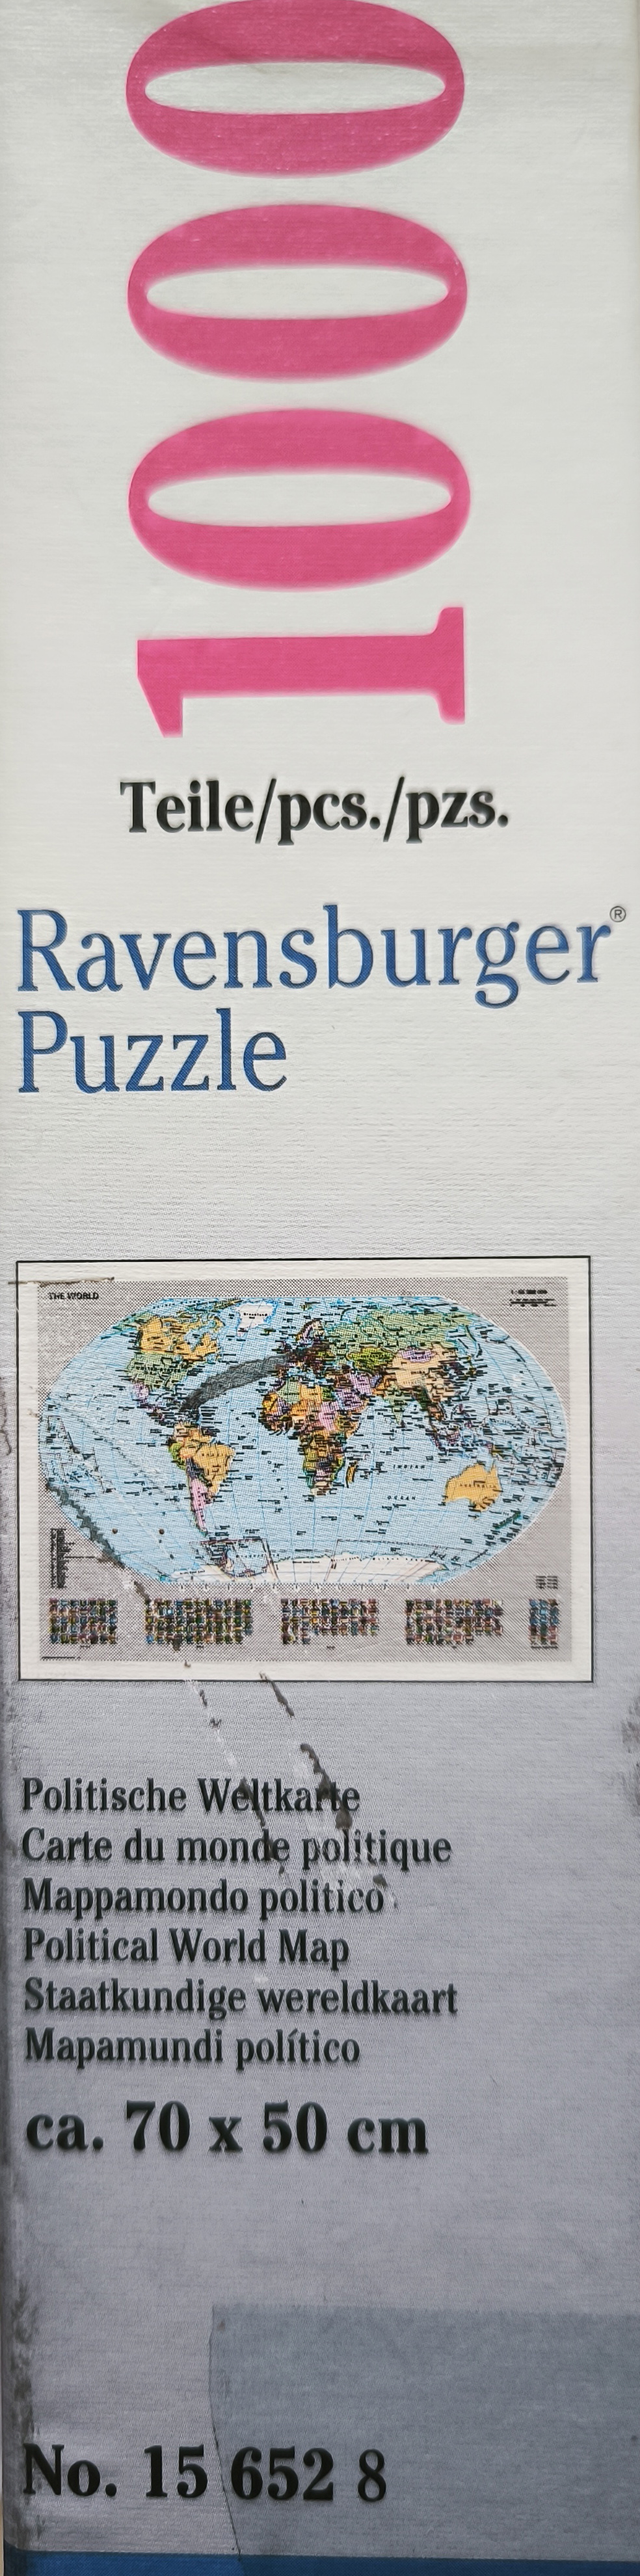 1000
Teile/pcs./pzs.
Ravensburger®
Puzzle
THE WORLD
Politische Weltkarte
Carte du monde politique
Mappamondo politico
Political World Map
Staatkundige wereldkaart
Mapamundi político
ca. 70 x 50 cm
No. 15 652 8